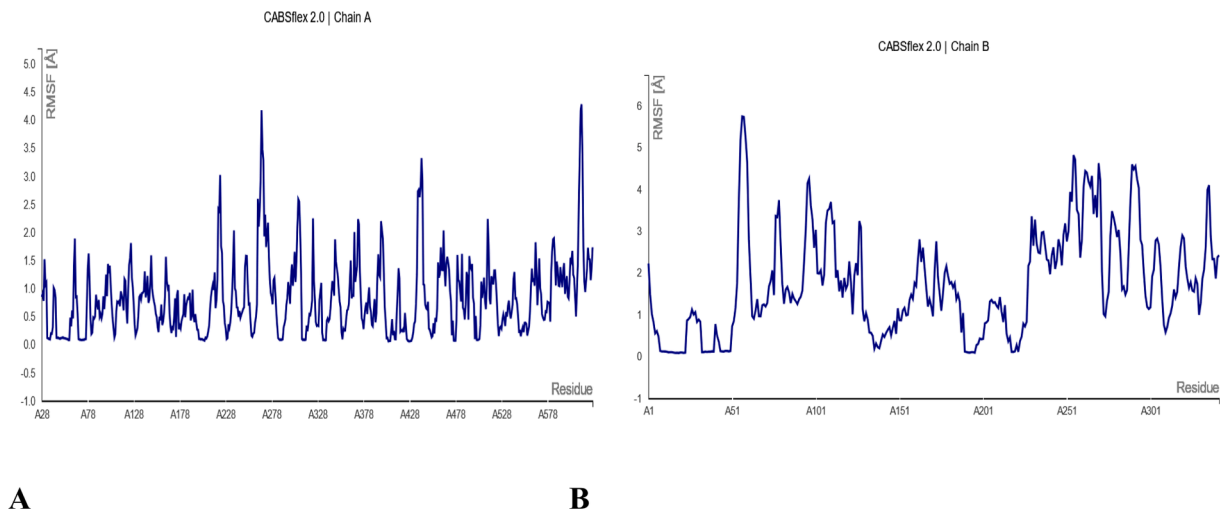 CABSflex 2.0 | Chain A
RMSF [Å]
5.0
4.5
4.0
3.5
3.0
2.5
2.0
1.5
1.0
0.5
0.0
-0.5
-1.0
Residue
A28 A78 A128 A178 A228 A278 A328 A378 A428 A478 A528 A578
A
CABSflex 2.0 | Chain B
RMSF [Å]
6
5
4
3
2
1
0
-1
Residue
A1 A51 A101 A151 A201 A251 A301
B